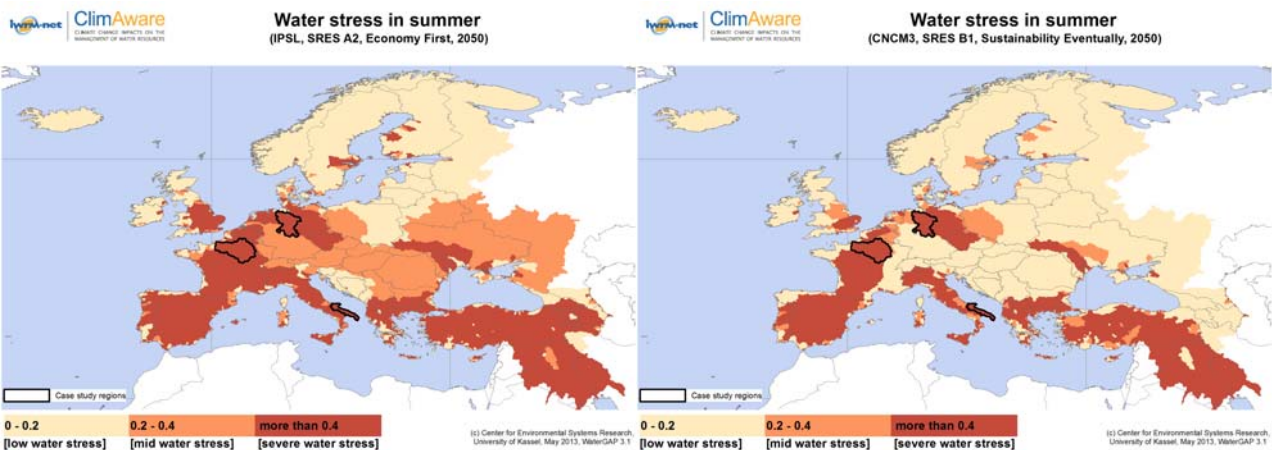 iwrm-net
ClimAware
CLIMATE CHANGE IMPACTS ON THE
MANAGEMENT OF WATER RESOURCES
Water stress in summer
(IPSL, SRES A2, Economy First, 2050)
Case study regions
0 - 0.2
0.2 - 0.4
more than 0.4
[low water stress]
[mid water stress]
[severe water stress]
(c) Center for Environmental Systems Research,
University of Kassel, May 2013, WaterGAP 3.1
iwrm-net
ClimAware
CLIMATE CHANGE IMPACTS ON THE
MANAGEMENT OF WATER RESOURCES
Water stress in summer
(CNCM3, SRES B1, Sustainability Eventually, 2050)
Case study regions
0 - 0.2
0.2 - 0.4
more than 0.4
[low water stress]
[mid water stress]
[severe water stress]
(c) Center for Environmental Systems Research,
University of Kassel, May 2013, WaterGAP 3.1